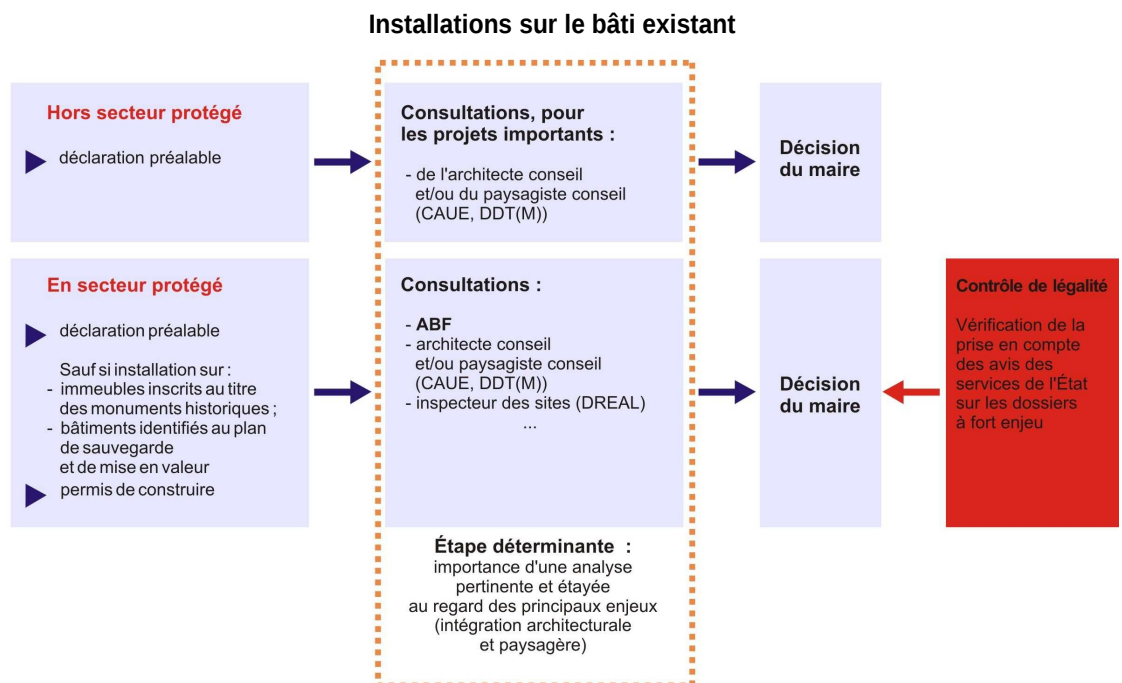 Installations sur le bâti existant
Hors secteur protégé
déclaration préalable
Consultations, pour
les projets importants :
- de l'architecte conseil
et/ou du paysagiste conseil
(CAUE, DDT(M))
Décision
du maire
En secteur protégé
déclaration préalable
Sauf si installation sur :
- immeubles inscrits au titre
des monuments historiques ;
- bâtiments identifiés au plan
de sauvegarde
et de mise en valeur
permis de construire
Consultations :
- ABF
- architecte conseil
et/ou paysagiste conseil
(CAUE, DDT(M))
- inspecteur des sites (DREAL)
...
Décision
du maire
Contrôle de légalité
Vérification de la
prise en compte
des avis des
services de l'État
sur les dossiers
à fort enjeu
Étape déterminante :
importance d'une analyse
pertinente et étayée
au regard des principaux enjeux
(intégration architecturale
et paysagère)